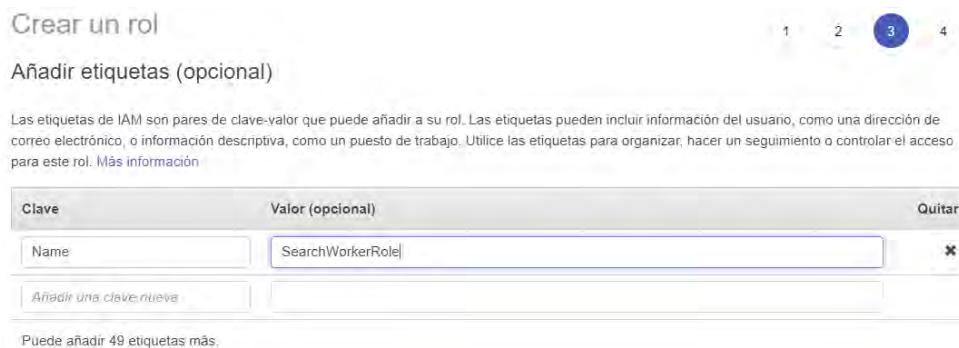 Crear un rol
1 2 3 4
Añadir etiquetas (opcional)
Las etiquetas de IAM son pares de clave-valor que puede añadir a su rol. Las etiquetas pueden incluir información del usuario, como una dirección de
correo electrónico, o información descriptiva, como un puesto de trabajo. Utilice las etiquetas para organizar, hacer un seguimiento o controlar el acceso
para este rol. Más información
Clave Valor (opcional) Quitar
Name SearchWorkerRole
Añadir una clave nueva
Puede añadir 49 etiquetas más.